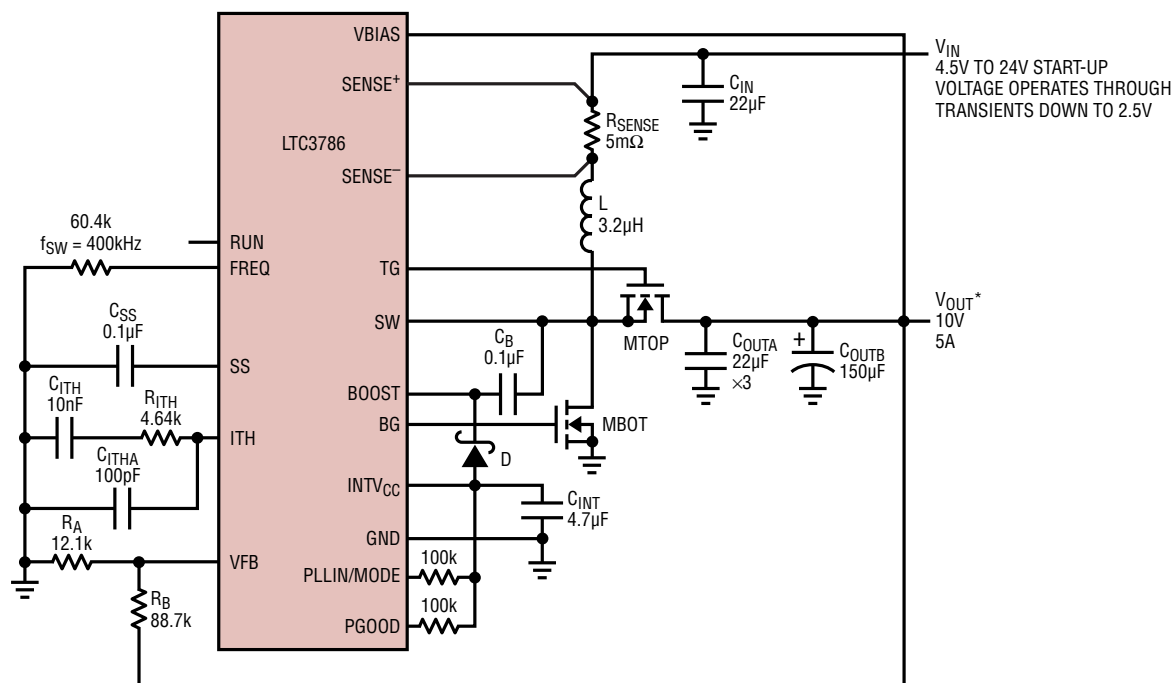 LTC3786
VBIAS
SENSE+
SENSE–
RUN
FREQ
SS
ITH
VFB
TG
SW
BOOST
BG
INTVCC
GND
PLLIN/MODE
PGOOD
60.4k
fSW = 400kHz
CSS
0.1µF
CITH
10nF
RITH
4.64k
CITHA
100pF
RA
12.1k
RB
88.7k
VIN
4.5V TO 24V START-UP
VOLTAGE OPERATES THROUGH
TRANSIENTS DOWN TO 2.5V
CIN
22µF
RSENSE
5mΩ
L
3.2µH
MTOP
CB
0.1µF
MBOT
D
CINT
4.7µF
100k
100k
COUTA
22µF
×3
+
COUTB
150µF
VOUT*
10V
5A